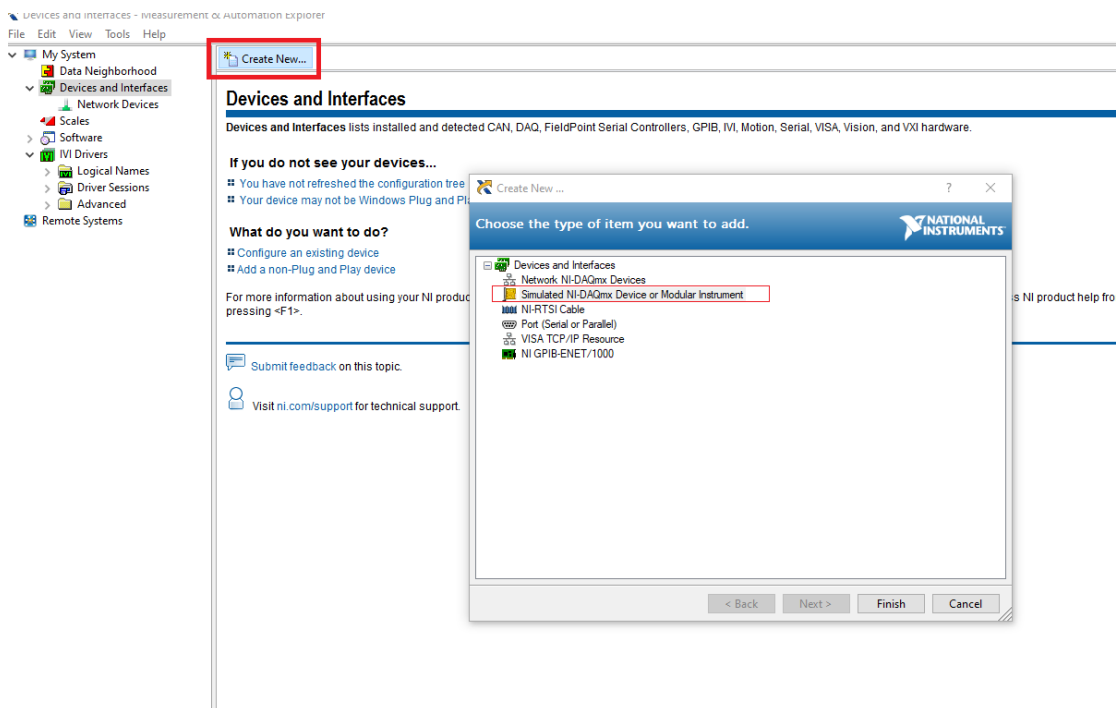 Devices and Interfaces - Measurement & Automation Explorer
File Edit View Tools Help
My System
Data Neighborhood
Devices and Interfaces
Network Devices
Scales
Software
IVI Drivers
Logical Names
Driver Sessions
Advanced
Remote Systems
Create New...
Devices and Interfaces
Devices and Interfaces lists installed and detected CAN, DAQ, FieldPoint Serial Controllers, GPIB, IVI, Motion, Serial, VISA, Vision, and VXI hardware.
If you do not see your devices...
You have not refreshed the configuration tree
Your device may not be Windows Plug and Pl
What do you want to do?
Configure an existing device
Add a non-Plug and Play device
For more information about using your NI produc
s NI product help fro
pressing <F1>.
Submit feedback on this topic.
Visit ni.com/support for technical support.
Create New ...
?
Choose the type of item you want to add.
NATIONAL
INSTRUMENTS
Devices and Interfaces
Network NI-DAQmx Devices
Simulated NI-DAQmx Device or Modular Instrument
NI-RTSI Cable
Port (Serial or Parallel)
VISA TCP/IP Resource
NI GPIB-ENET/1000
< Back Next > Finish Cancel